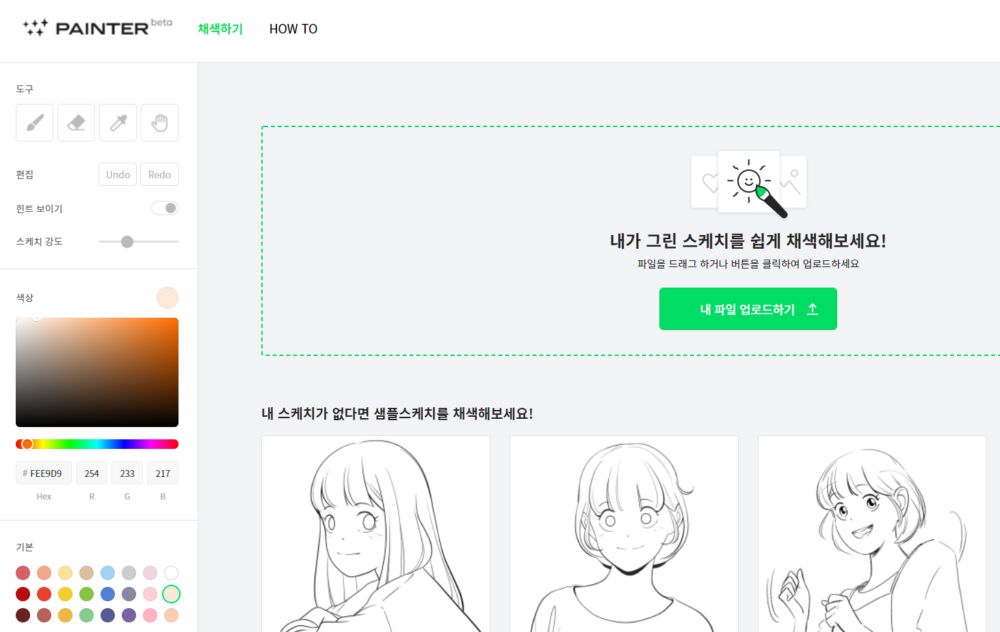 PAINTER beta 채색하기 HOW TO
도구
편집 Undo Redo
힌트 보이기
스케치 강도
색상
# FEE9D9 254 233 217
Hex R G B
기본
내가 그린 스케치를 쉽게 채색해보세요!
파일을 드래그 하거나 버튼을 클릭하여 업로드하세요
내 파일 업로드하기
내 스케치가 없다면 샘플스케치를 채색해보세요!